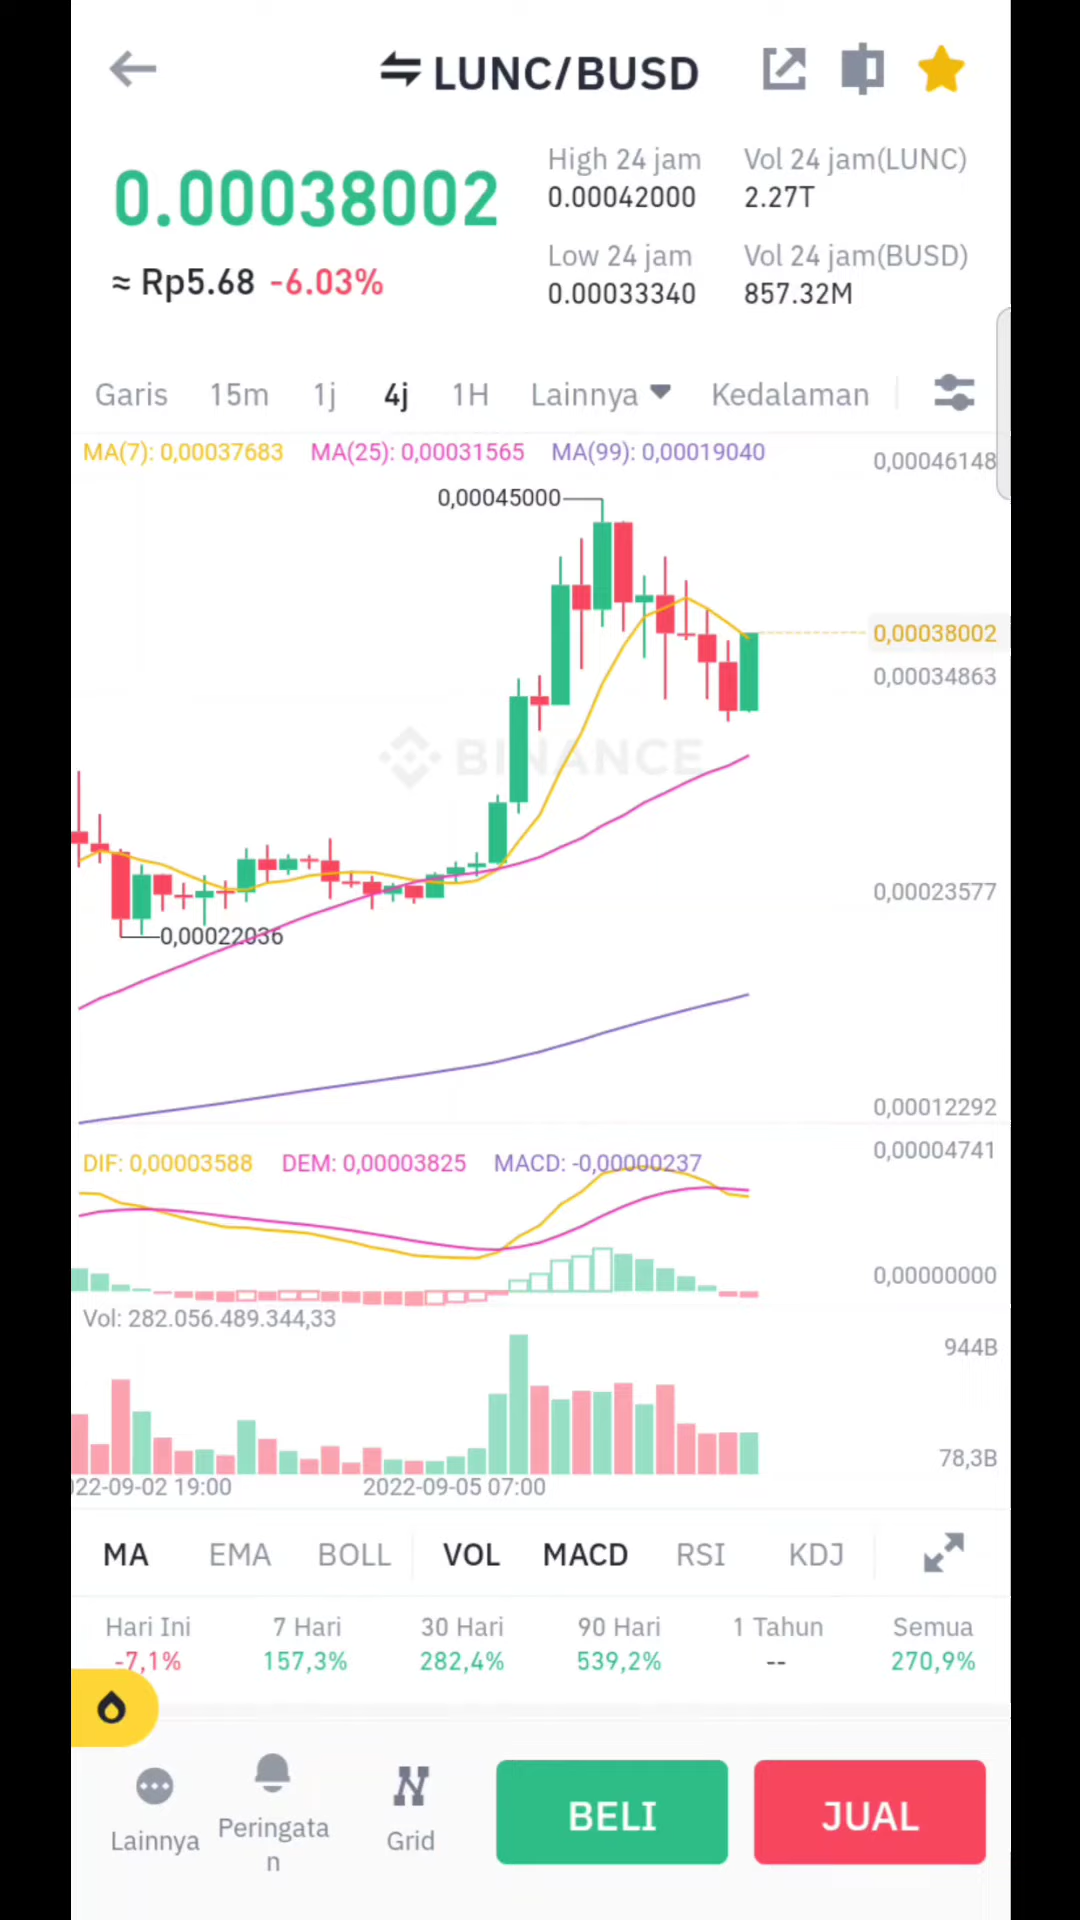 LUNC/BUSD
0.00038002
≈ Rp5.68 -6.03%
High 24 jam
0.00042000
Vol 24 jam(LUNC)
2.27T
Low 24 jam
0.00033340
Vol 24 jam(BUSD)
857.32M
Garis 15m 1j 4j 1H Lainnya Kedalaman
MA(7): 0,00037683 MA(25): 0,00031565 MA(99): 0,00019040
0,00046148
0,00045000
0,00038002
0,00034863
BINANCE
0,00023577
0,00022036
0,00012292
0,00004741
DIF: 0,00003588 DEM: 0,00003825 MACD: -0,00000237
0,00000000
Vol: 282.056.489.344,33
944B
78,3B
22-09-02 19:00 2022-09-05 07:00
MA EMA BOLL VOL MACD RSI KDJ
Hari Ini 7 Hari 30 Hari 90 Hari 1 Tahun Semua
-7,1% 157,3% 282,4% 539,2% -- 270,9%
Lainnya
Peringata
n
Grid
BELI
JUAL